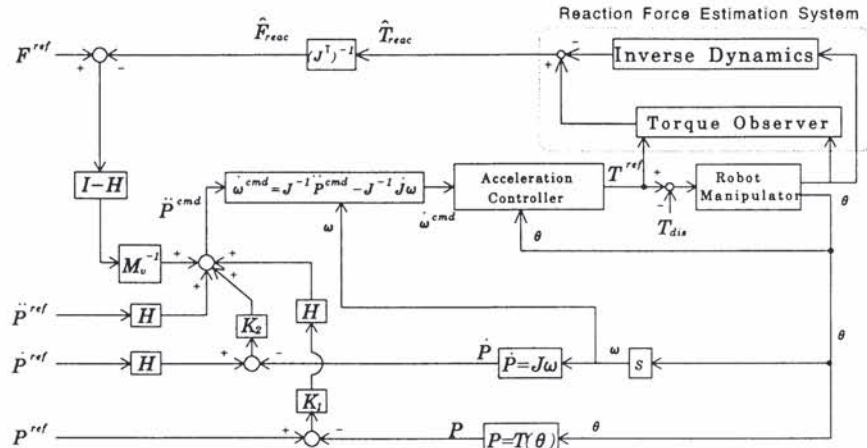 Reaction Force Estimation System
F^ref
+
-
F̂_reac
(J^T)^-1
T̂_reac
-
+
Inverse Dynamics
Torque Observer
I-H
P̈^cmd
ω̇^cmd = J^-1 P̈^cmd - J^-1 J̇ω
ω̇^cmd
Acceleration Controller
T^ref
+
-
T_dis
Robot Manipulator
ω
θ
θ
M_v^-1
+
+
+
+
+
P̈^ref
H
K_2
H
Ṗ^ref
H
+
-
Ṗ
Ṗ=Jω
ω
s
θ
K_1
P^ref
+
-
P
P=T(θ)
θ